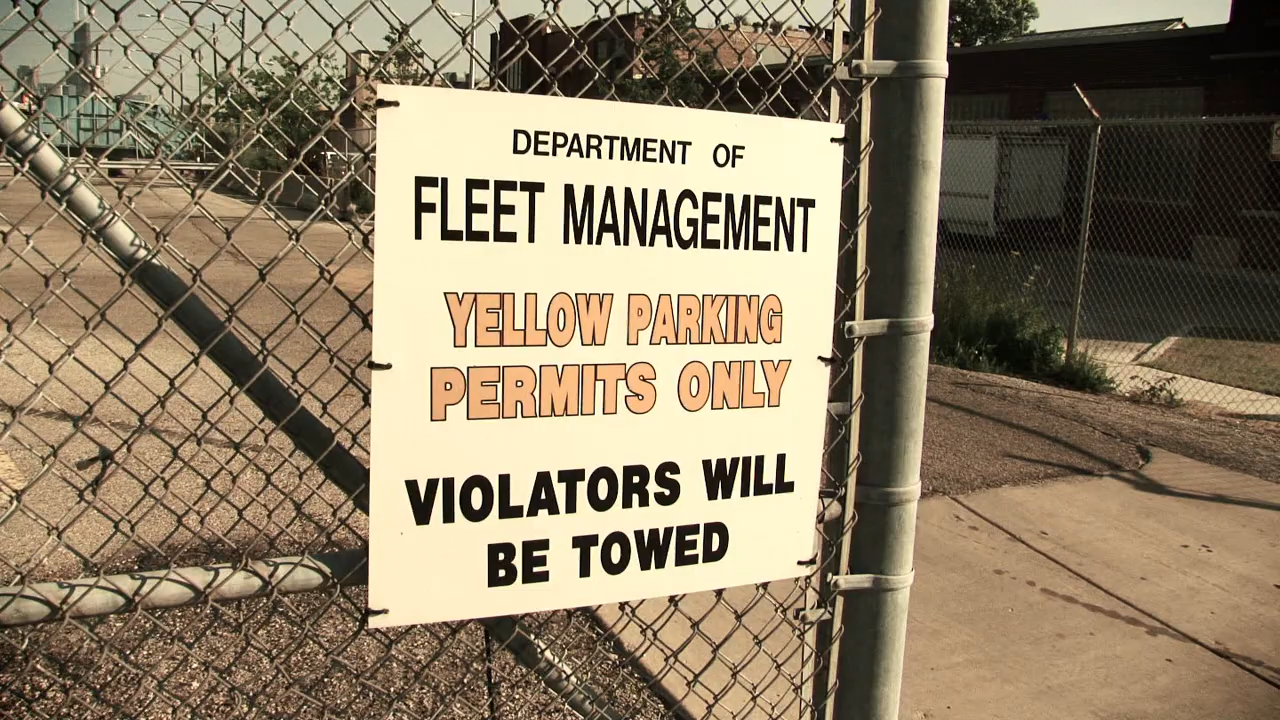 DEPARTMENT OF
FLEET MANAGEMENT
YELLOW PARKING
PERMITS ONLY
VIOLATORS WILL
BE TOWED